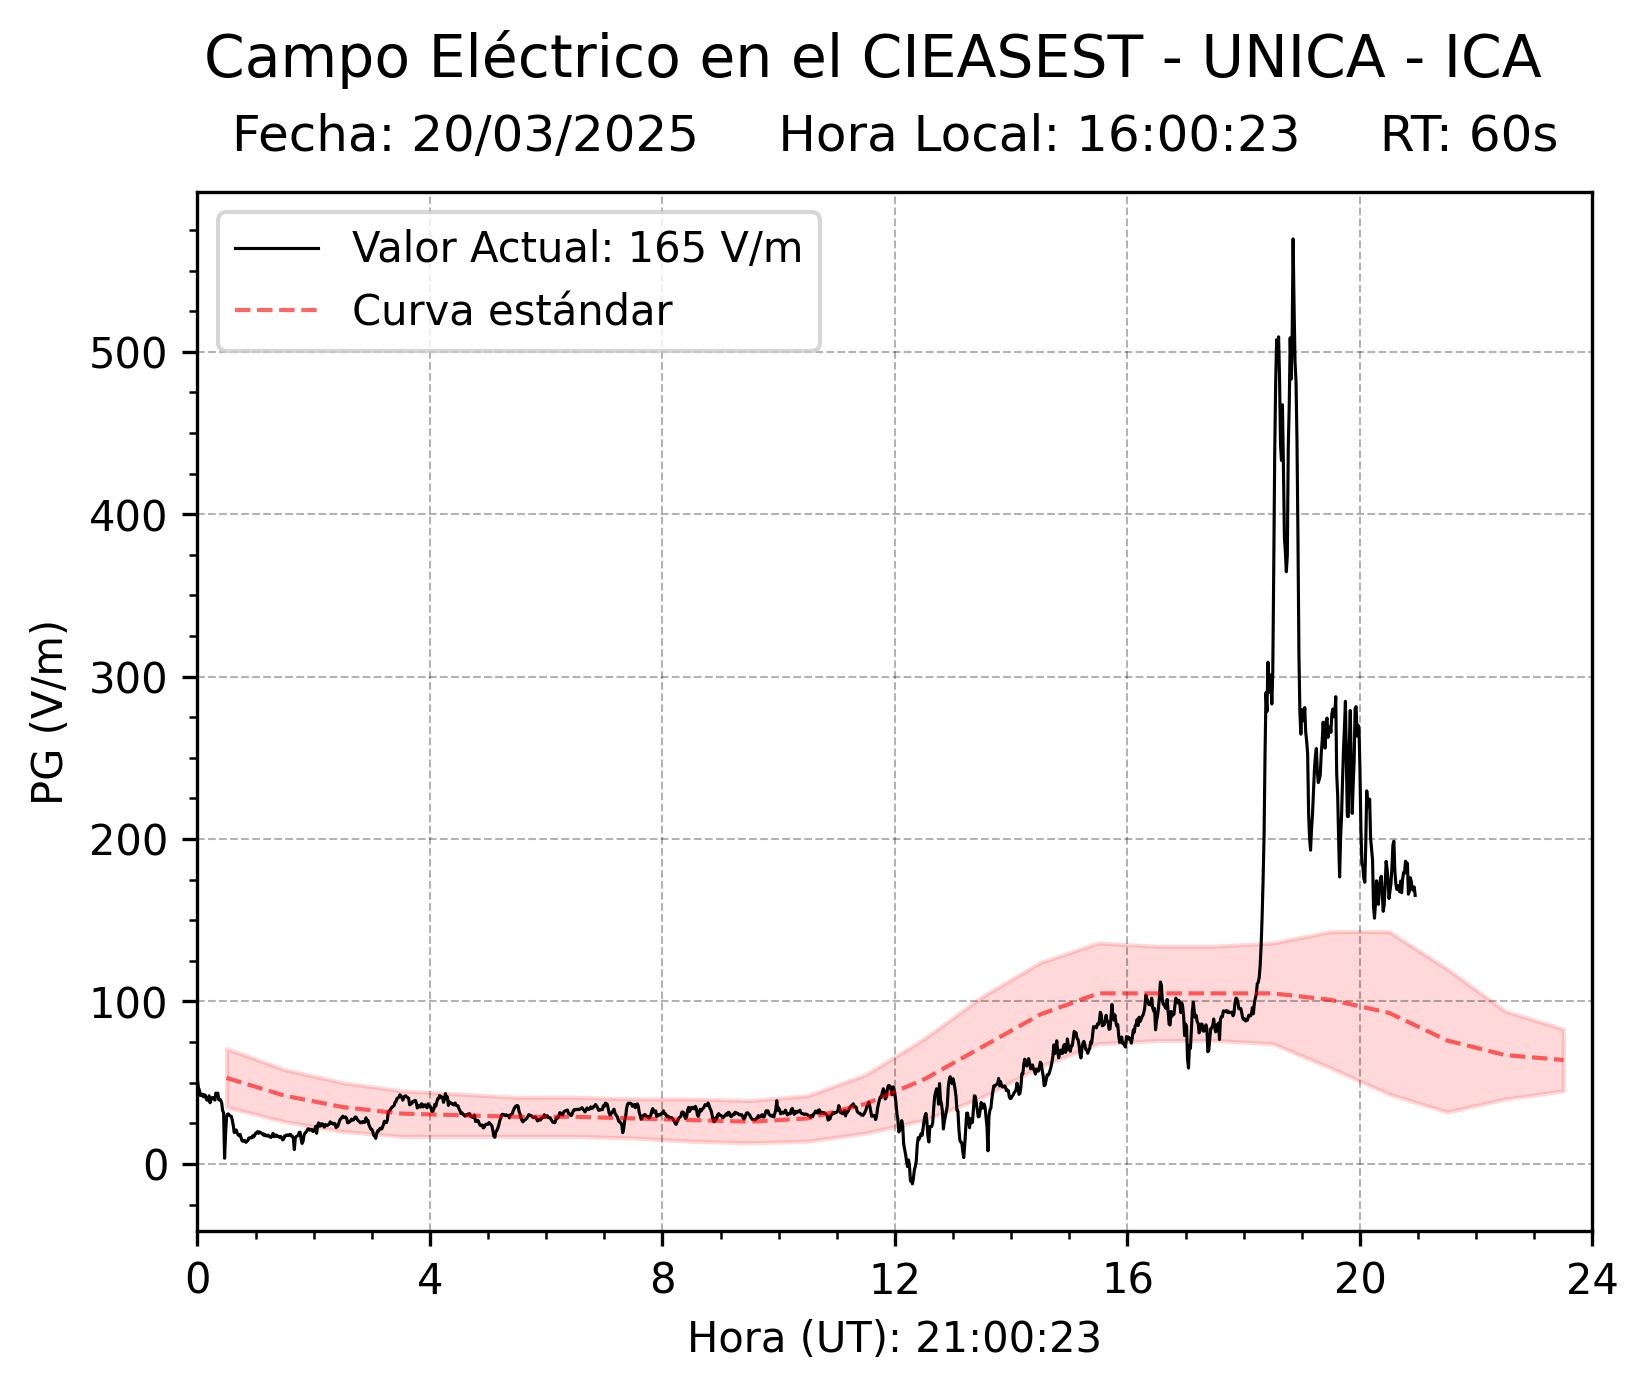 Campo Eléctrico en el CIEASEST - UNICA - ICA
Fecha: 20/03/2025 Hora Local: 16:00:23 RT: 60s
Valor Actual: 165 V/m
Curva estándar
PG (V/m)
500
400
300
200
100
0
0 4 8 12 16 20 24
Hora (UT): 21:00:23